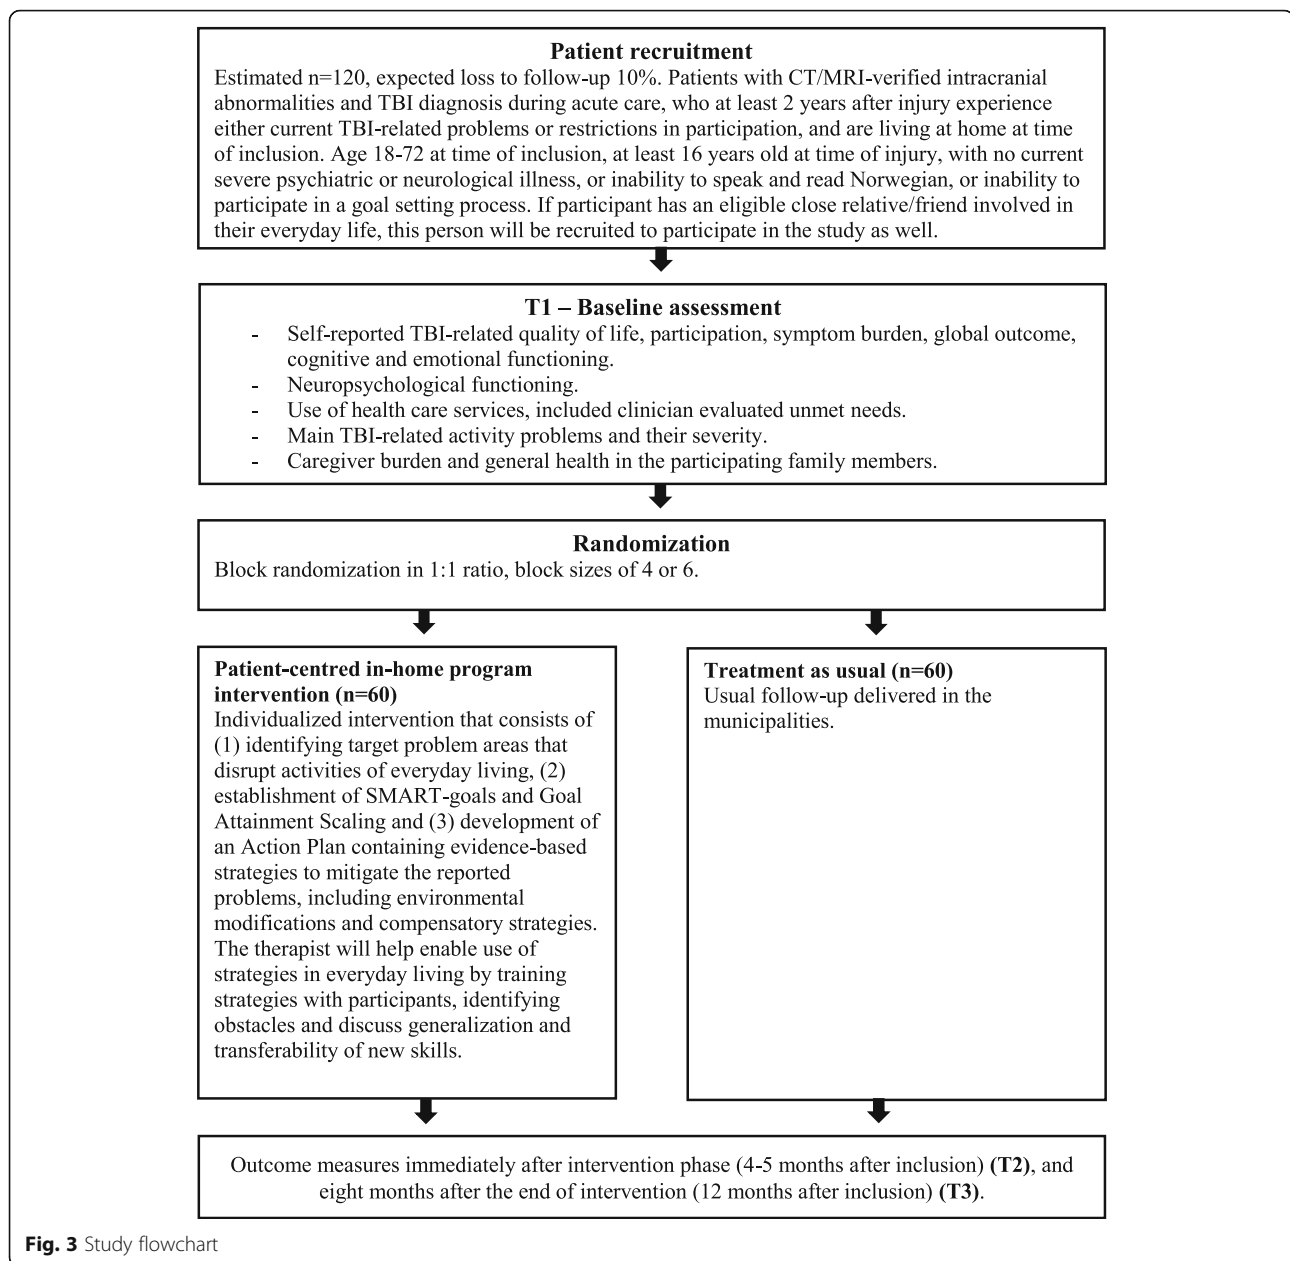 Patient recruitment
Estimated n=120, expected loss to follow-up 10%. Patients with CT/MRI-verified intracranial
abnormalities and TBI diagnosis during acute care, who at least 2 years after injury experience
either current TBI-related problems or restrictions in participation, and are living at home at time
of inclusion. Age 18-72 at time of inclusion, at least 16 years old at time of injury, with no current
severe psychiatric or neurological illness, or inability to speak and read Norwegian, or inability to
participate in a goal setting process. If participant has an eligible close relative/friend involved in
their everyday life, this person will be recruited to participate in the study as well.
T1 – Baseline assessment
- Self-reported TBI-related quality of life, participation, symptom burden, global outcome,
cognitive and emotional functioning.
- Neuropsychological functioning.
- Use of health care services, included clinician evaluated unmet needs.
- Main TBI-related activity problems and their severity.
- Caregiver burden and general health in the participating family members.
Randomization
Block randomization in 1:1 ratio, block sizes of 4 or 6.
Patient-centred in-home program
intervention (n=60)
Individualized intervention that consists of
(1) identifying target problem areas that
disrupt activities of everyday living, (2)
establishment of SMART-goals and Goal
Attainment Scaling and (3) development of
an Action Plan containing evidence-based
strategies to mitigate the reported
problems, including environmental
modifications and compensatory strategies.
The therapist will help enable use of
strategies in everyday living by training
strategies with participants, identifying
obstacles and discuss generalization and
transferability of new skills.
Treatment as usual (n=60)
Usual follow-up delivered in the
municipalities.
Outcome measures immediately after intervention phase (4-5 months after inclusion) (T2), and
eight months after the end of intervention (12 months after inclusion) (T3).
Fig. 3 Study flowchart